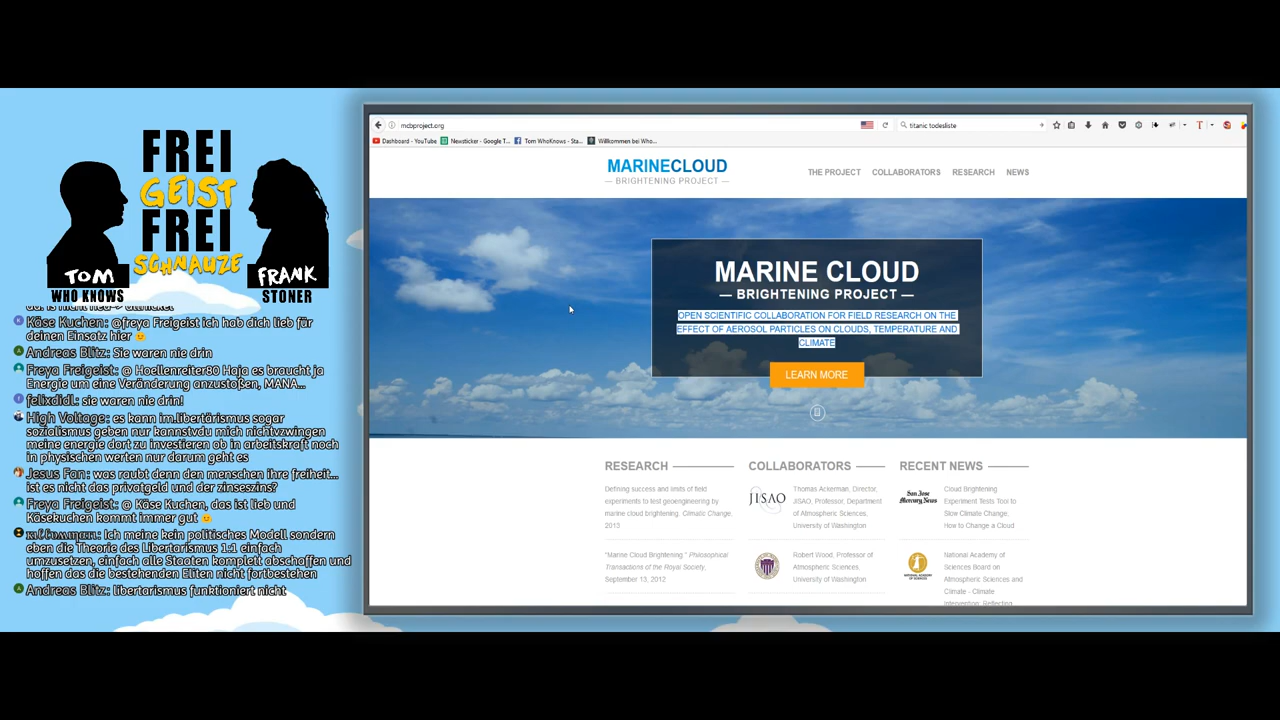 FREI
GEIST
FREI
SCHNAUZE
TOM
WHO KNOWS
FRANK
STONER
Käse Kuchen: @freya Freigeist ich hab dich lieb für
deinen Einsatz hier
Andreas Blitz: Sie waren nie drin
Freya Freigeist: @ Hoellenreiter80 Haja es braucht ja
Energie um eine Veränderung anzustoßen, MANA...
felixdidl: sie waren nie drin!
High Voltage: es kann im.libertärismus sogar
sozialismus geben nur kannstvdu mich nichtvzwingen
meine energie dort zu investieren ob in arbeitskraft noch
in physischen werten nur darum geht es
Jesus Fan: was raubt denn den menschen ihre freiheit...
ist es nicht das privatgeld und der zinseszins?
Freya Freigeist: @ Käse Kuchen, das ist lieb und
Käsekuchen kommt immer gut
Ich meine kein politisches Modell sondern
eben die Theorie des Libertarismus 1:1 einfach
umzusetzen, einfach alle Staaten komplett abschaffen und
hoffen das die bestehenden Eliten nicht fortbestehen
Andreas Blitz: libertarismus funktioniert nicht
mcbproject.org
titanic todesliste
Dashboard - YouTube
Newsticker - Google T...
Tom WhoKnows - Sta...
Willkommen bei Who...
MARINECLOUD
— BRIGHTENING PROJECT —
THE PROJECT
COLLABORATORS
RESEARCH
NEWS
MARINE CLOUD
— BRIGHTENING PROJECT —
OPEN SCIENTIFIC COLLABORATION FOR FIELD RESEARCH ON THE
EFFECT OF AEROSOL PARTICLES ON CLOUDS, TEMPERATURE AND
CLIMATE
LEARN MORE
RESEARCH
Defining success and limits of field
experiments to test geoengineering by
marine cloud brightening. Climatic Change.
2013
"Marine Cloud Brightening." Philosophical
Transactions of the Royal Society,
September 13, 2012
COLLABORATORS
JISAO
Thomas Ackerman, Director,
JISAO, Professor, Department
of Atmospheric Sciences,
University of Washington
Robert Wood, Professor of
Atmospheric Sciences,
University of Washington
RECENT NEWS
San Jose
Mercury News
Cloud Brightening
Experiment Tests Tool to
Slow Climate Change,
How to Change a Cloud
NATIONAL ACADEMY
OF SCIENCES
National Academy of
Sciences Board on
Atmospheric Sciences and
Climate - Climate
Intervention: Reflecting